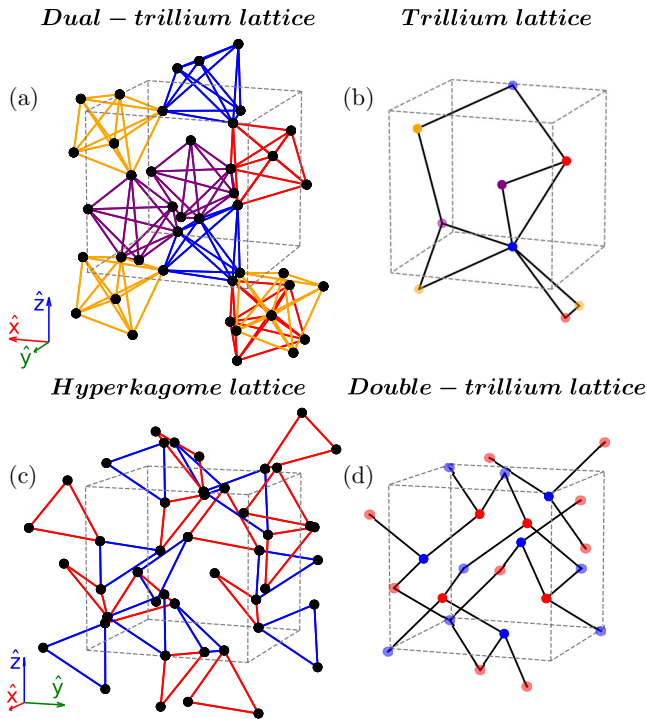 Dual − trillium lattice
Trillium lattice
(a)
(b)
ẑ
x̂
ŷ
Hyperkagome lattice
Double − trillium lattice
(c)
(d)
ẑ
x̂
ŷ